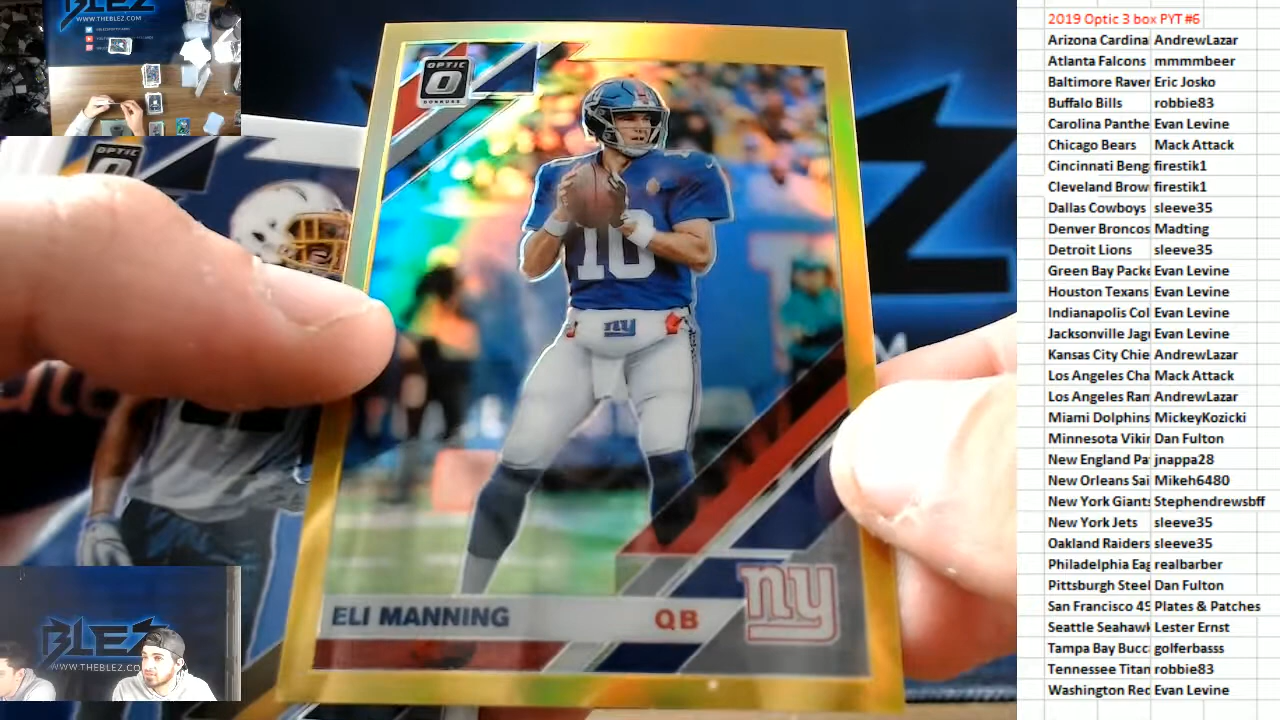 BLEZ
WWW.THEBLEZ.COM
OPTIC
OPTIC
DONRUSS
10
ny
ELI MANNING
QB
ny
BLEZ
WWW.THEBLEZ.COM
2019 Optic 3 box PYT #6
Arizona Cardina AndrewLazar
Atlanta Falcons mmmmbeer
Baltimore Raver Eric Josko
Buffalo Bills robbie83
Carolina Panthe Evan Levine
Chicago Bears Mack Attack
Cincinnati Beng firestik1
Cleveland Brow firestik1
Dallas Cowboys sleeve35
Denver Broncos Madting
Detroit Lions sleeve35
Green Bay Packe Evan Levine
Houston Texans Evan Levine
Indianapolis Col Evan Levine
Jacksonville Jag Evan Levine
Kansas City Chie AndrewLazar
Los Angeles Cha Mack Attack
Los Angeles Ram AndrewLazar
Miami Dolphins MickeyKozicki
Minnesota Vikin Dan Fulton
New England Pa jnappa28
New Orleans Sai Mikeh6480
New York Giants Stephendrewsbff
New York Jets sleeve35
Oakland Raiders sleeve35
Philadelphia Eag realbarber
Pittsburgh Steel Dan Fulton
San Francisco 49 Plates & Patches
Seattle Seahawk Lester Ernst
Tampa Bay Bucc golferbasss
Tennessee Titan robbie83
Washington Rec Evan Levine